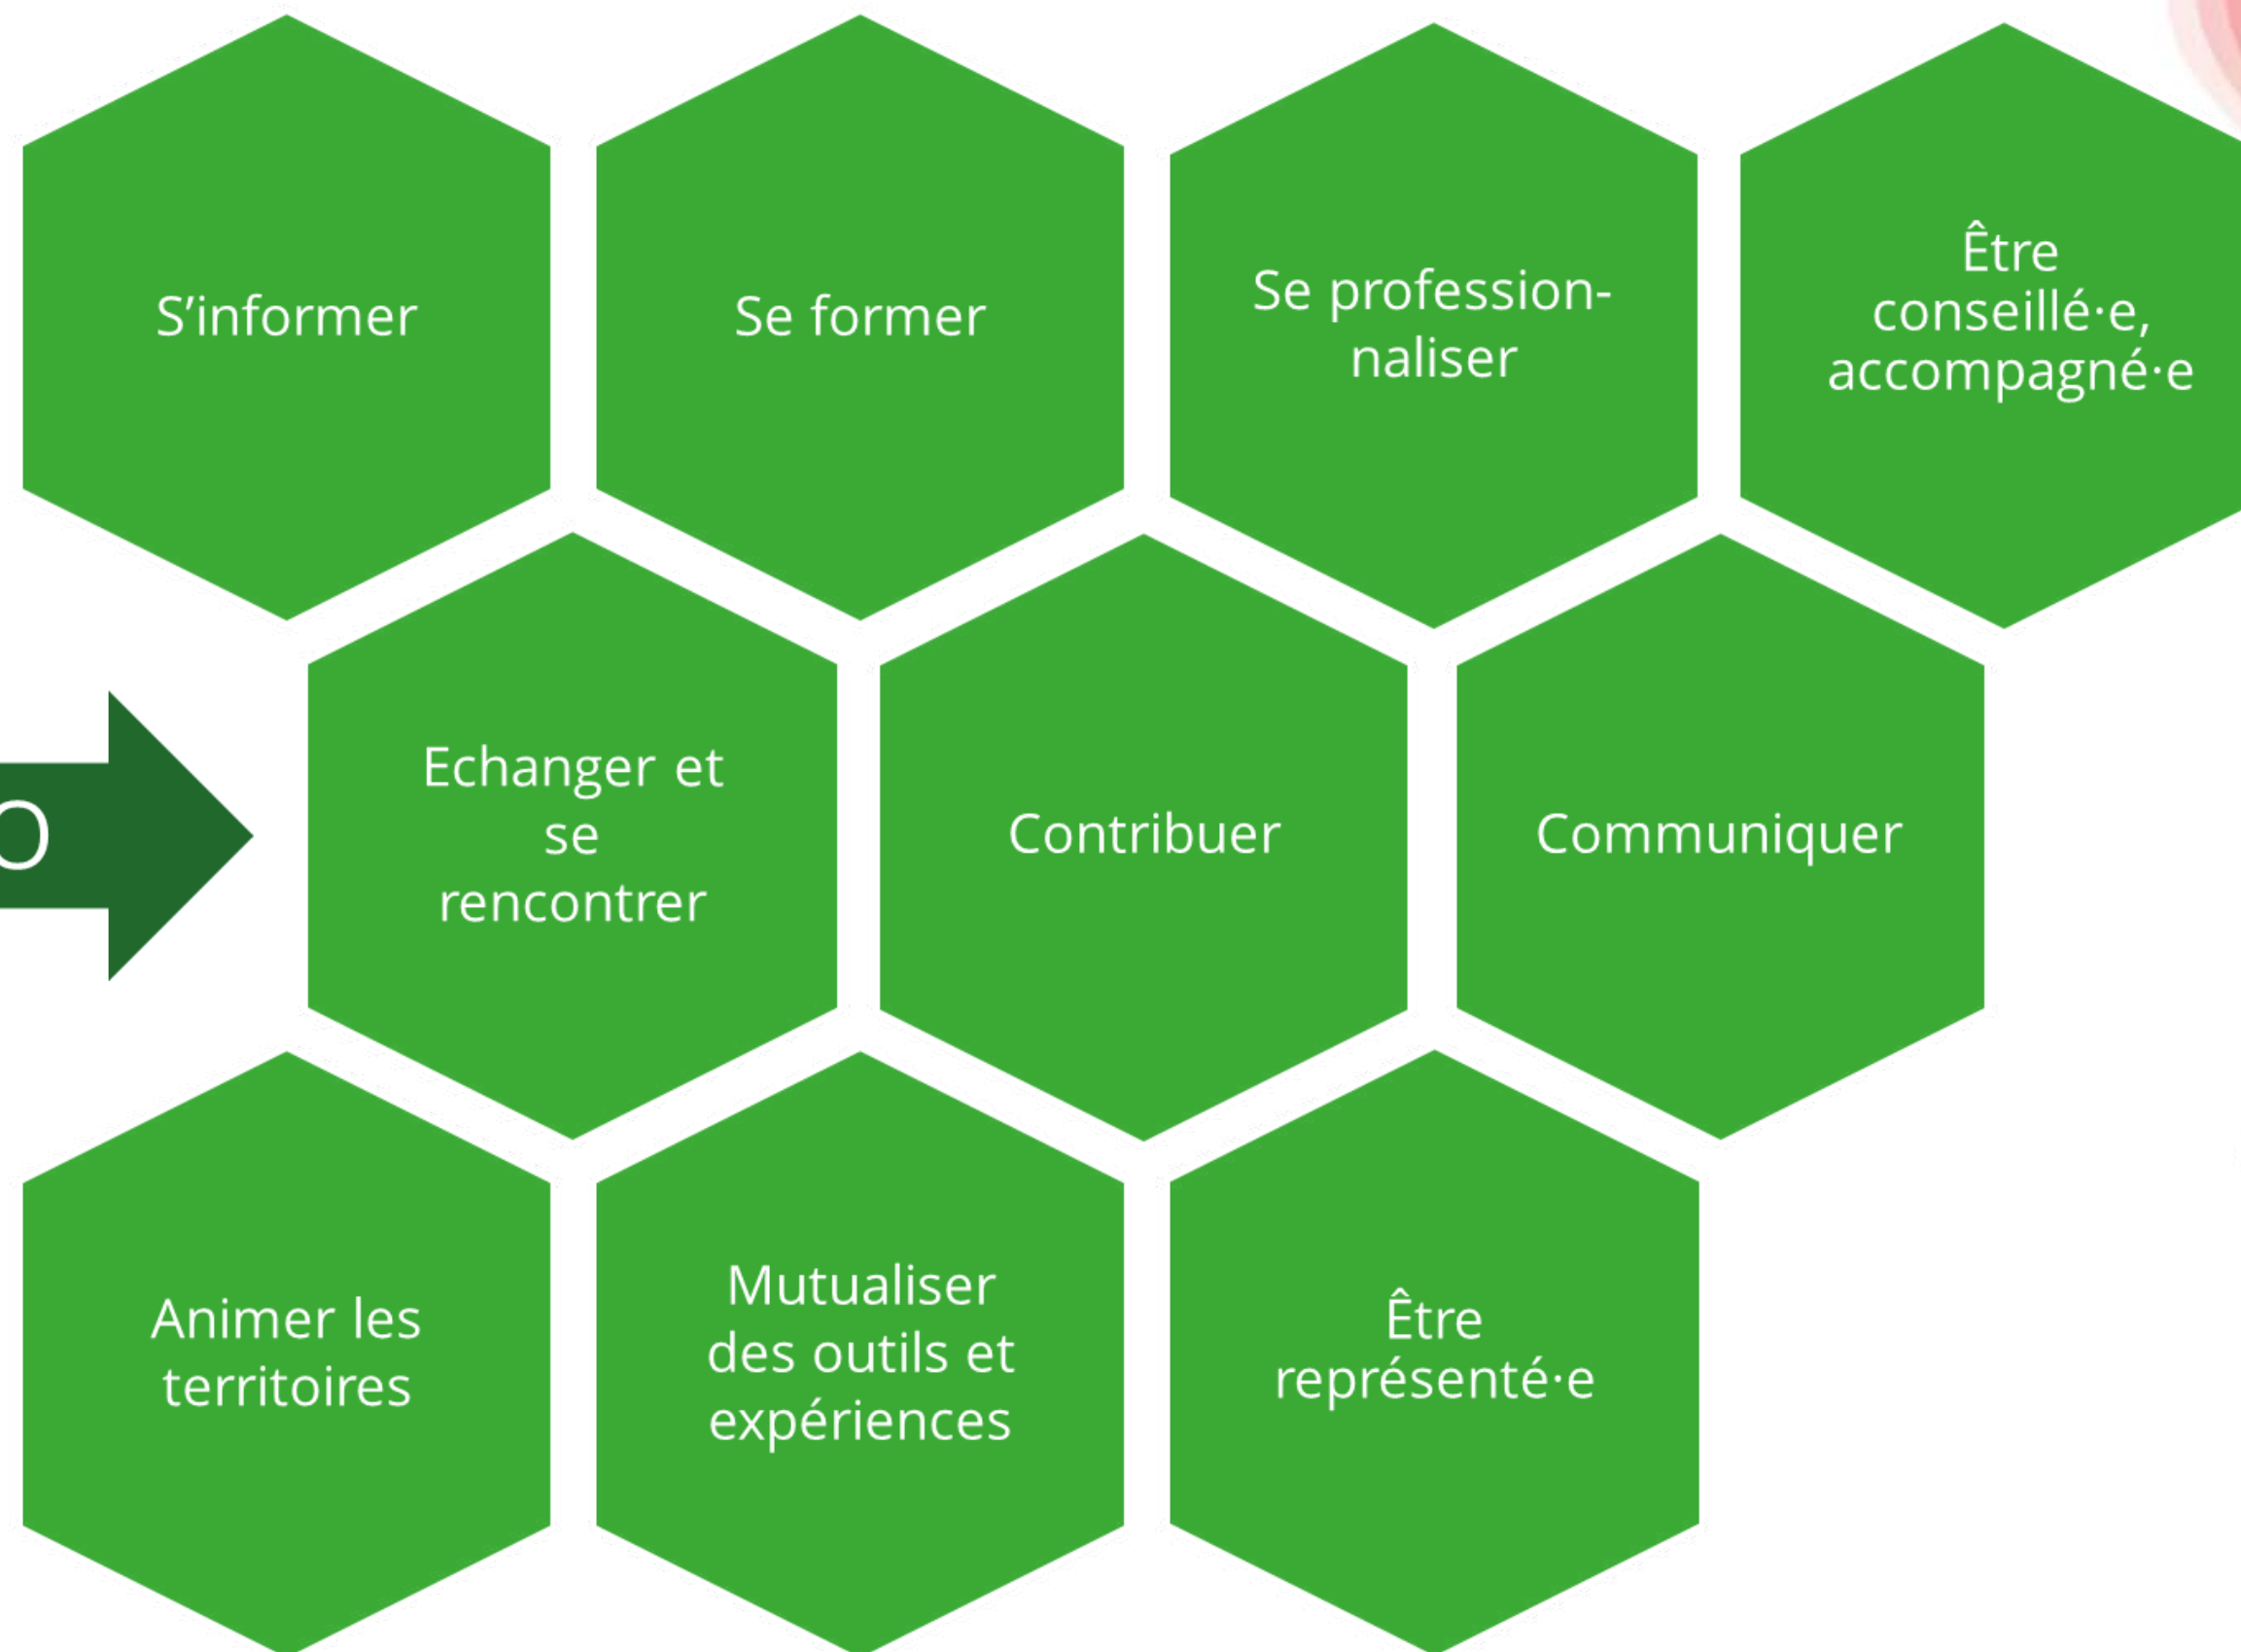 S’informer
Se former
Se profession-
naliser
Être
conseillé·e,
accompagné·e
Echanger et
se
rencontrer
Contribuer
Communiquer
Animer les
territoires
Mutualiser
des outils et
expériences
Être
représenté·e